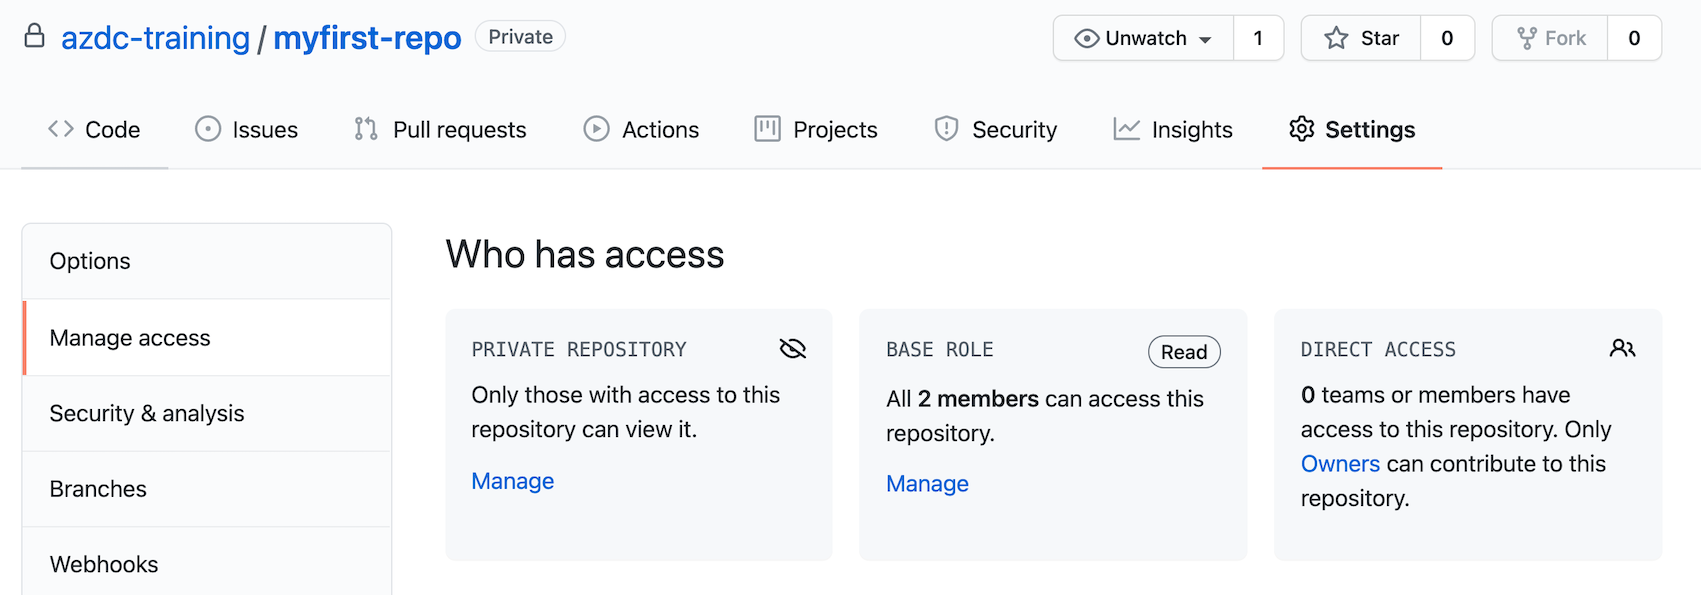 azdc-training / myfirst-repo Private Unwatch 1 Star 0 Fork 0
Code Issues Pull requests Actions Projects Security Insights Settings
Options
Manage access
Security & analysis
Branches
Webhooks
Who has access
PRIVATE REPOSITORY
Only those with access to this
repository can view it.
Manage
BASE ROLE Read
All 2 members can access this
repository.
Manage
DIRECT ACCESS
0 teams or members have
access to this repository. Only
Owners can contribute to this
repository.